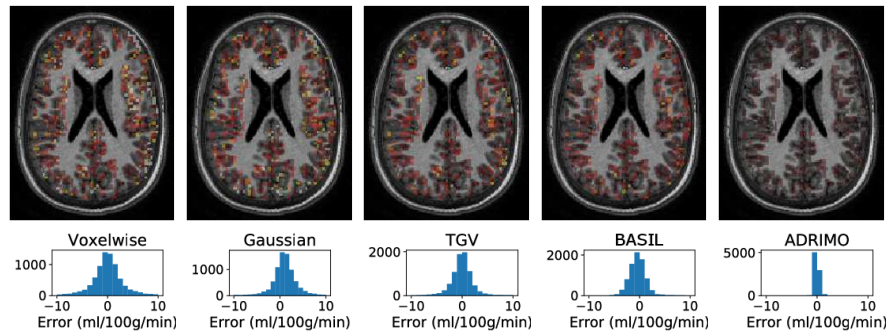 Voxelwise Gaussian TGV BASIL ADRIMO
1000 1000 2000 2000 5000
0 0 0 0 0
−10 0 10 −10 0 10 −10 0 10 −10 0 10 −10 0 10
Error (ml/100g/min) Error (ml/100g/min) Error (ml/100g/min) Error (ml/100g/min) Error (ml/100g/min)